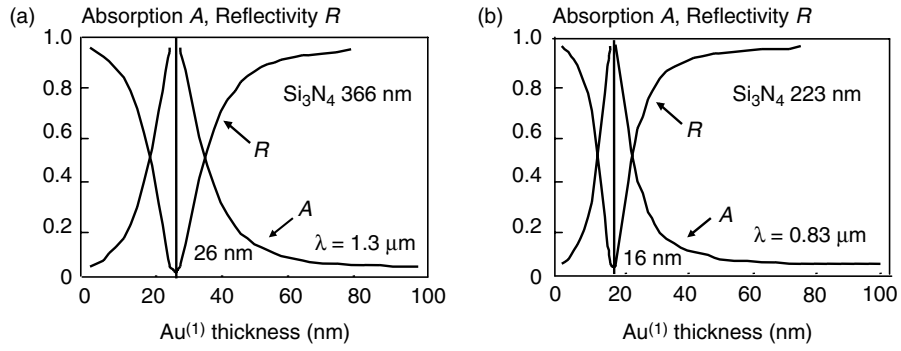 (a) Absorption A, Reflectivity R
1.0
0.8
0.6
0.4
0.2
0
Si₃N₄ 366 nm
R
A
26 nm
λ = 1.3 μm
0 20 40 60 80 100
Au⁽¹⁾ thickness (nm)
(b) Absorption A, Reflectivity R
1.0
0.8
0.6
0.4
0.2
0
Si₃N₄ 223 nm
R
A
16 nm
λ = 0.83 μm
0 20 40 60 80 100
Au⁽¹⁾ thickness (nm)